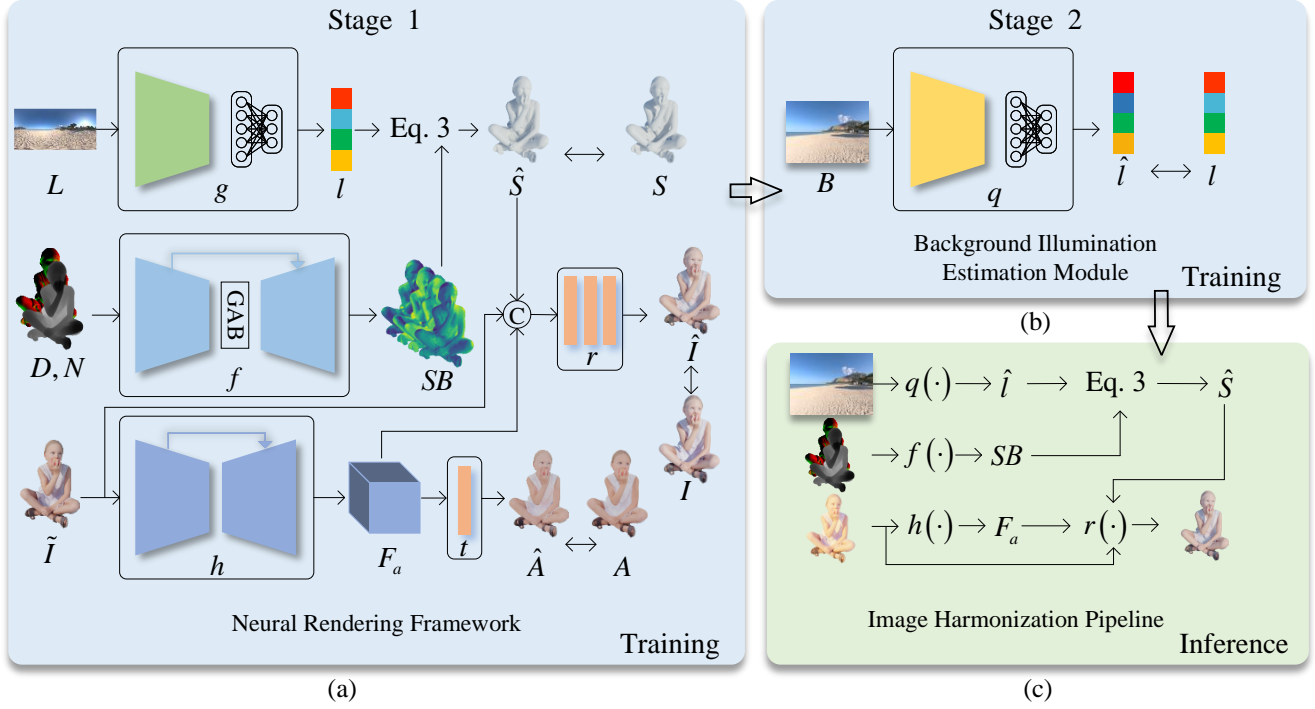 Stage 1
L
g
l
Eq. 3
Ŝ
S
D, N
GAB
f
SB
C
r
Î
I
Ĩ
h
F_a
t
Â
A
Neural Rendering Framework
Training
(a)
Stage 2
B
q
l̂
l
Background Illumination
Estimation Module
Training
(b)
q(·)
l̂
Eq. 3
Ŝ
f(·)
SB
h(·)
F_a
r(·)
Image Harmonization Pipeline
Inference
(c)